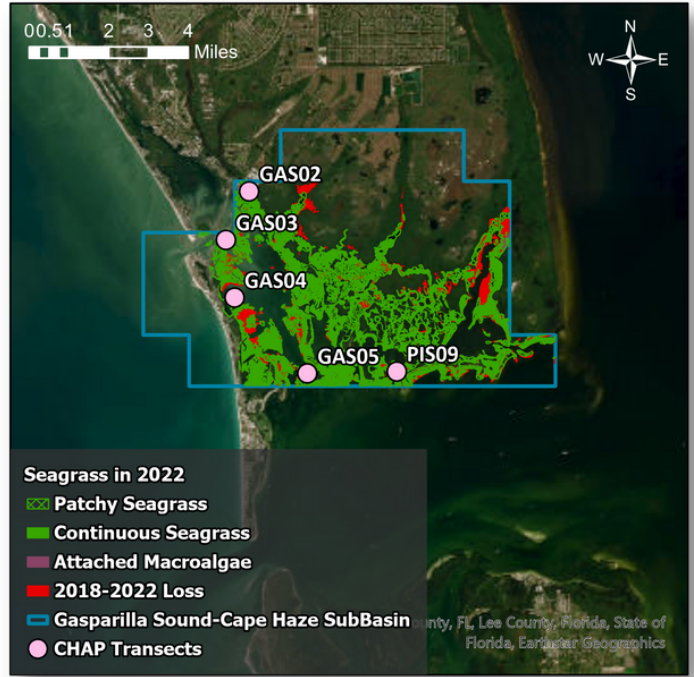 00.51 2 3 4
Miles
N
W E
S
GAS02
GAS03
GAS04
GAS05
PIS09
Seagrass in 2022
Patchy Seagrass
Continuous Seagrass
Attached Macroalgae
2018-2022 Loss
Gasparilla Sound-Cape Haze SubBasin
CHAP Transects
FL, Lee County, Florida, State of
Florida, Earthstar Geographics